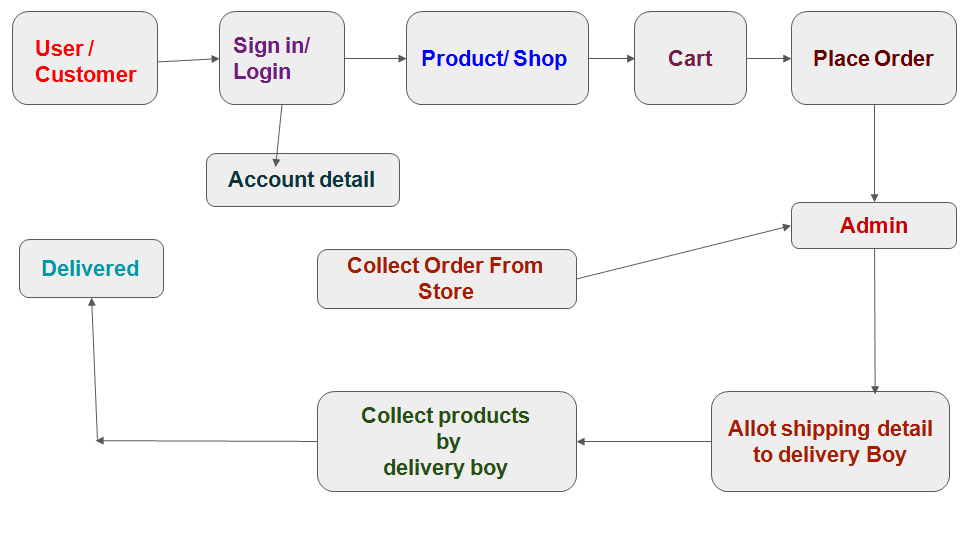 User /
Customer
Sign in/
Login
Product/ Shop
Cart
Place Order
Account detail
Admin
Collect Order From
Store
Delivered
Allot shipping detail
to delivery Boy
Collect products
by
delivery boy